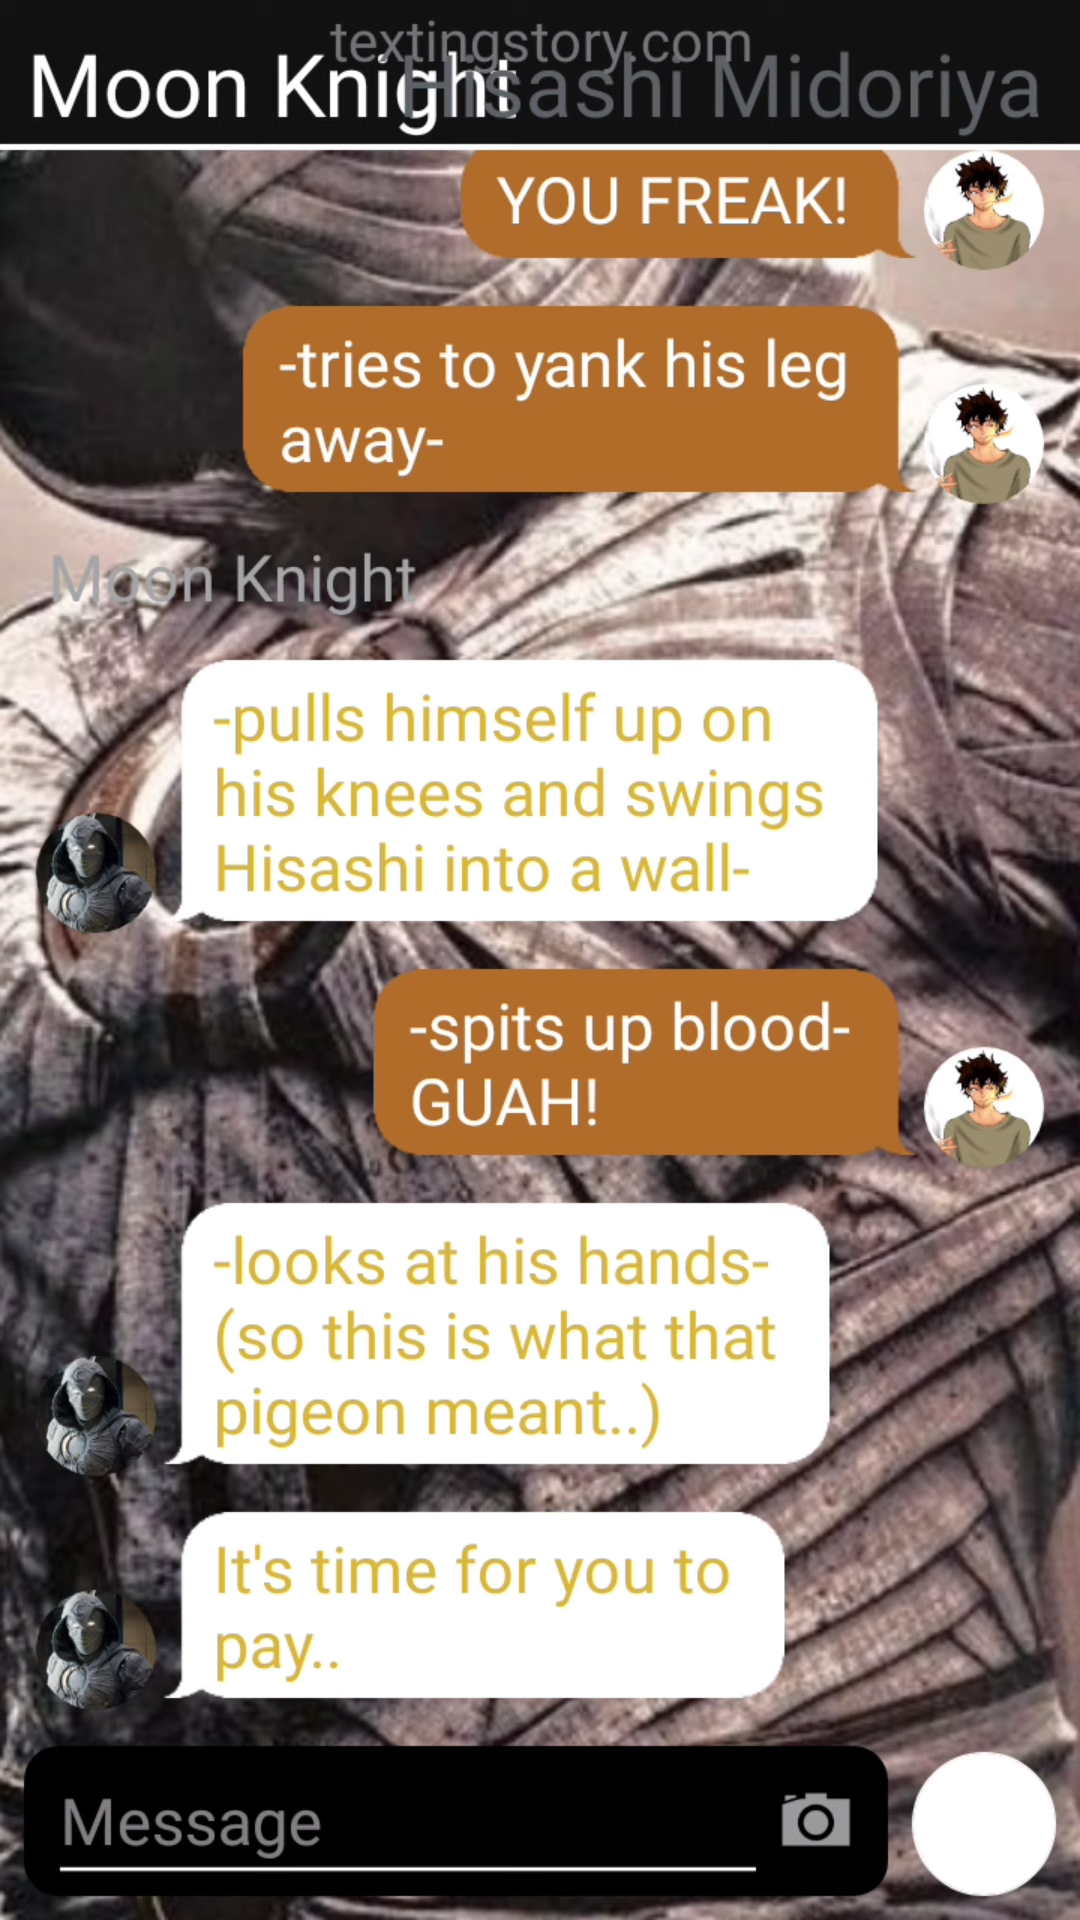 textingstory.com
Moon Knight
Hisashi Midoriya
YOU FREAK!
-tries to yank his leg
away-
Moon Knight
-pulls himself up on
his knees and swings
Hisashi into a wall-
-spits up blood-
GUAH!
-looks at his hands-
(so this is what that
pigeon meant..)
It's time for you to
pay..
Message